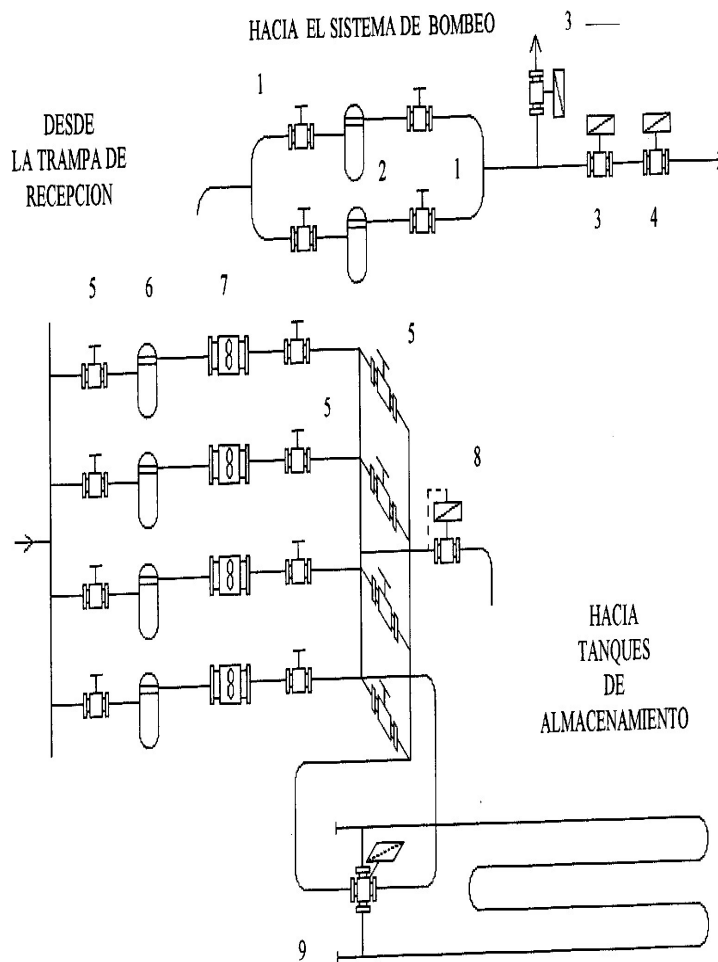 HACIA EL SISTEMA DE BOMBEO
3
1
DESDE
LA TRAMPA DE
RECEPCION
2
1
3
4
5
6
7
5
5
8
HACIA
TANQUES
DE
ALMACENAMIENTO
9